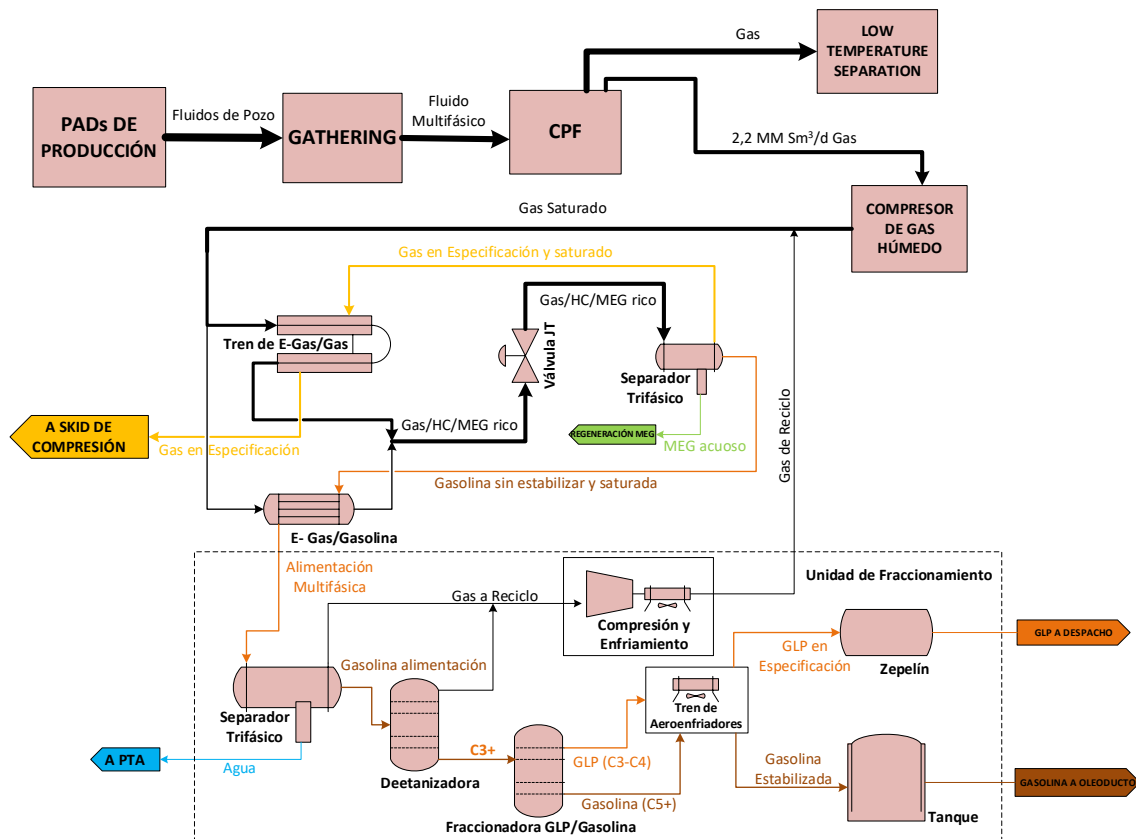 Gas
LOW
TEMPERATURE
SEPARATION
PADs DE
PRODUCCIÓN
Fluidos de Pozo
GATHERING
Fluido
Multifásico
CPF
2,2 MM Sm³/d Gas
COMPRESOR
DE GAS
HÚMEDO
Gas Saturado
Gas en Especificación y saturado
Gas/HC/MEG rico
Tren de E-Gas/Gas
Válvula JT
Separador
Trifásico
A SKID DE
COMPRESIÓN
Gas en Especificación
Gas/HC/MEG rico
REGENERACIÓN MEG
MEG acuoso
Gas de Reciclo
Gasolina sin estabilizar y saturada
E- Gas/Gasolina
Alimentación
Multifásica
Unidad de Fraccionamiento
Gas a Reciclo
Compresión y
Enfriamiento
GLP en
Especificación
Zepelín
GLP A DESPACHO
Gasolina alimentación
Separador
Trifásico
Tren de
Aeroenfriadores
A PTA
Agua
Deetanizadora
C3+
GLP (C3-C4)
Gasolina (C5+)
Fraccionadora GLP/Gasolina
Gasolina
Estabilizada
Tanque
GASOLINA A OLEODUCTO